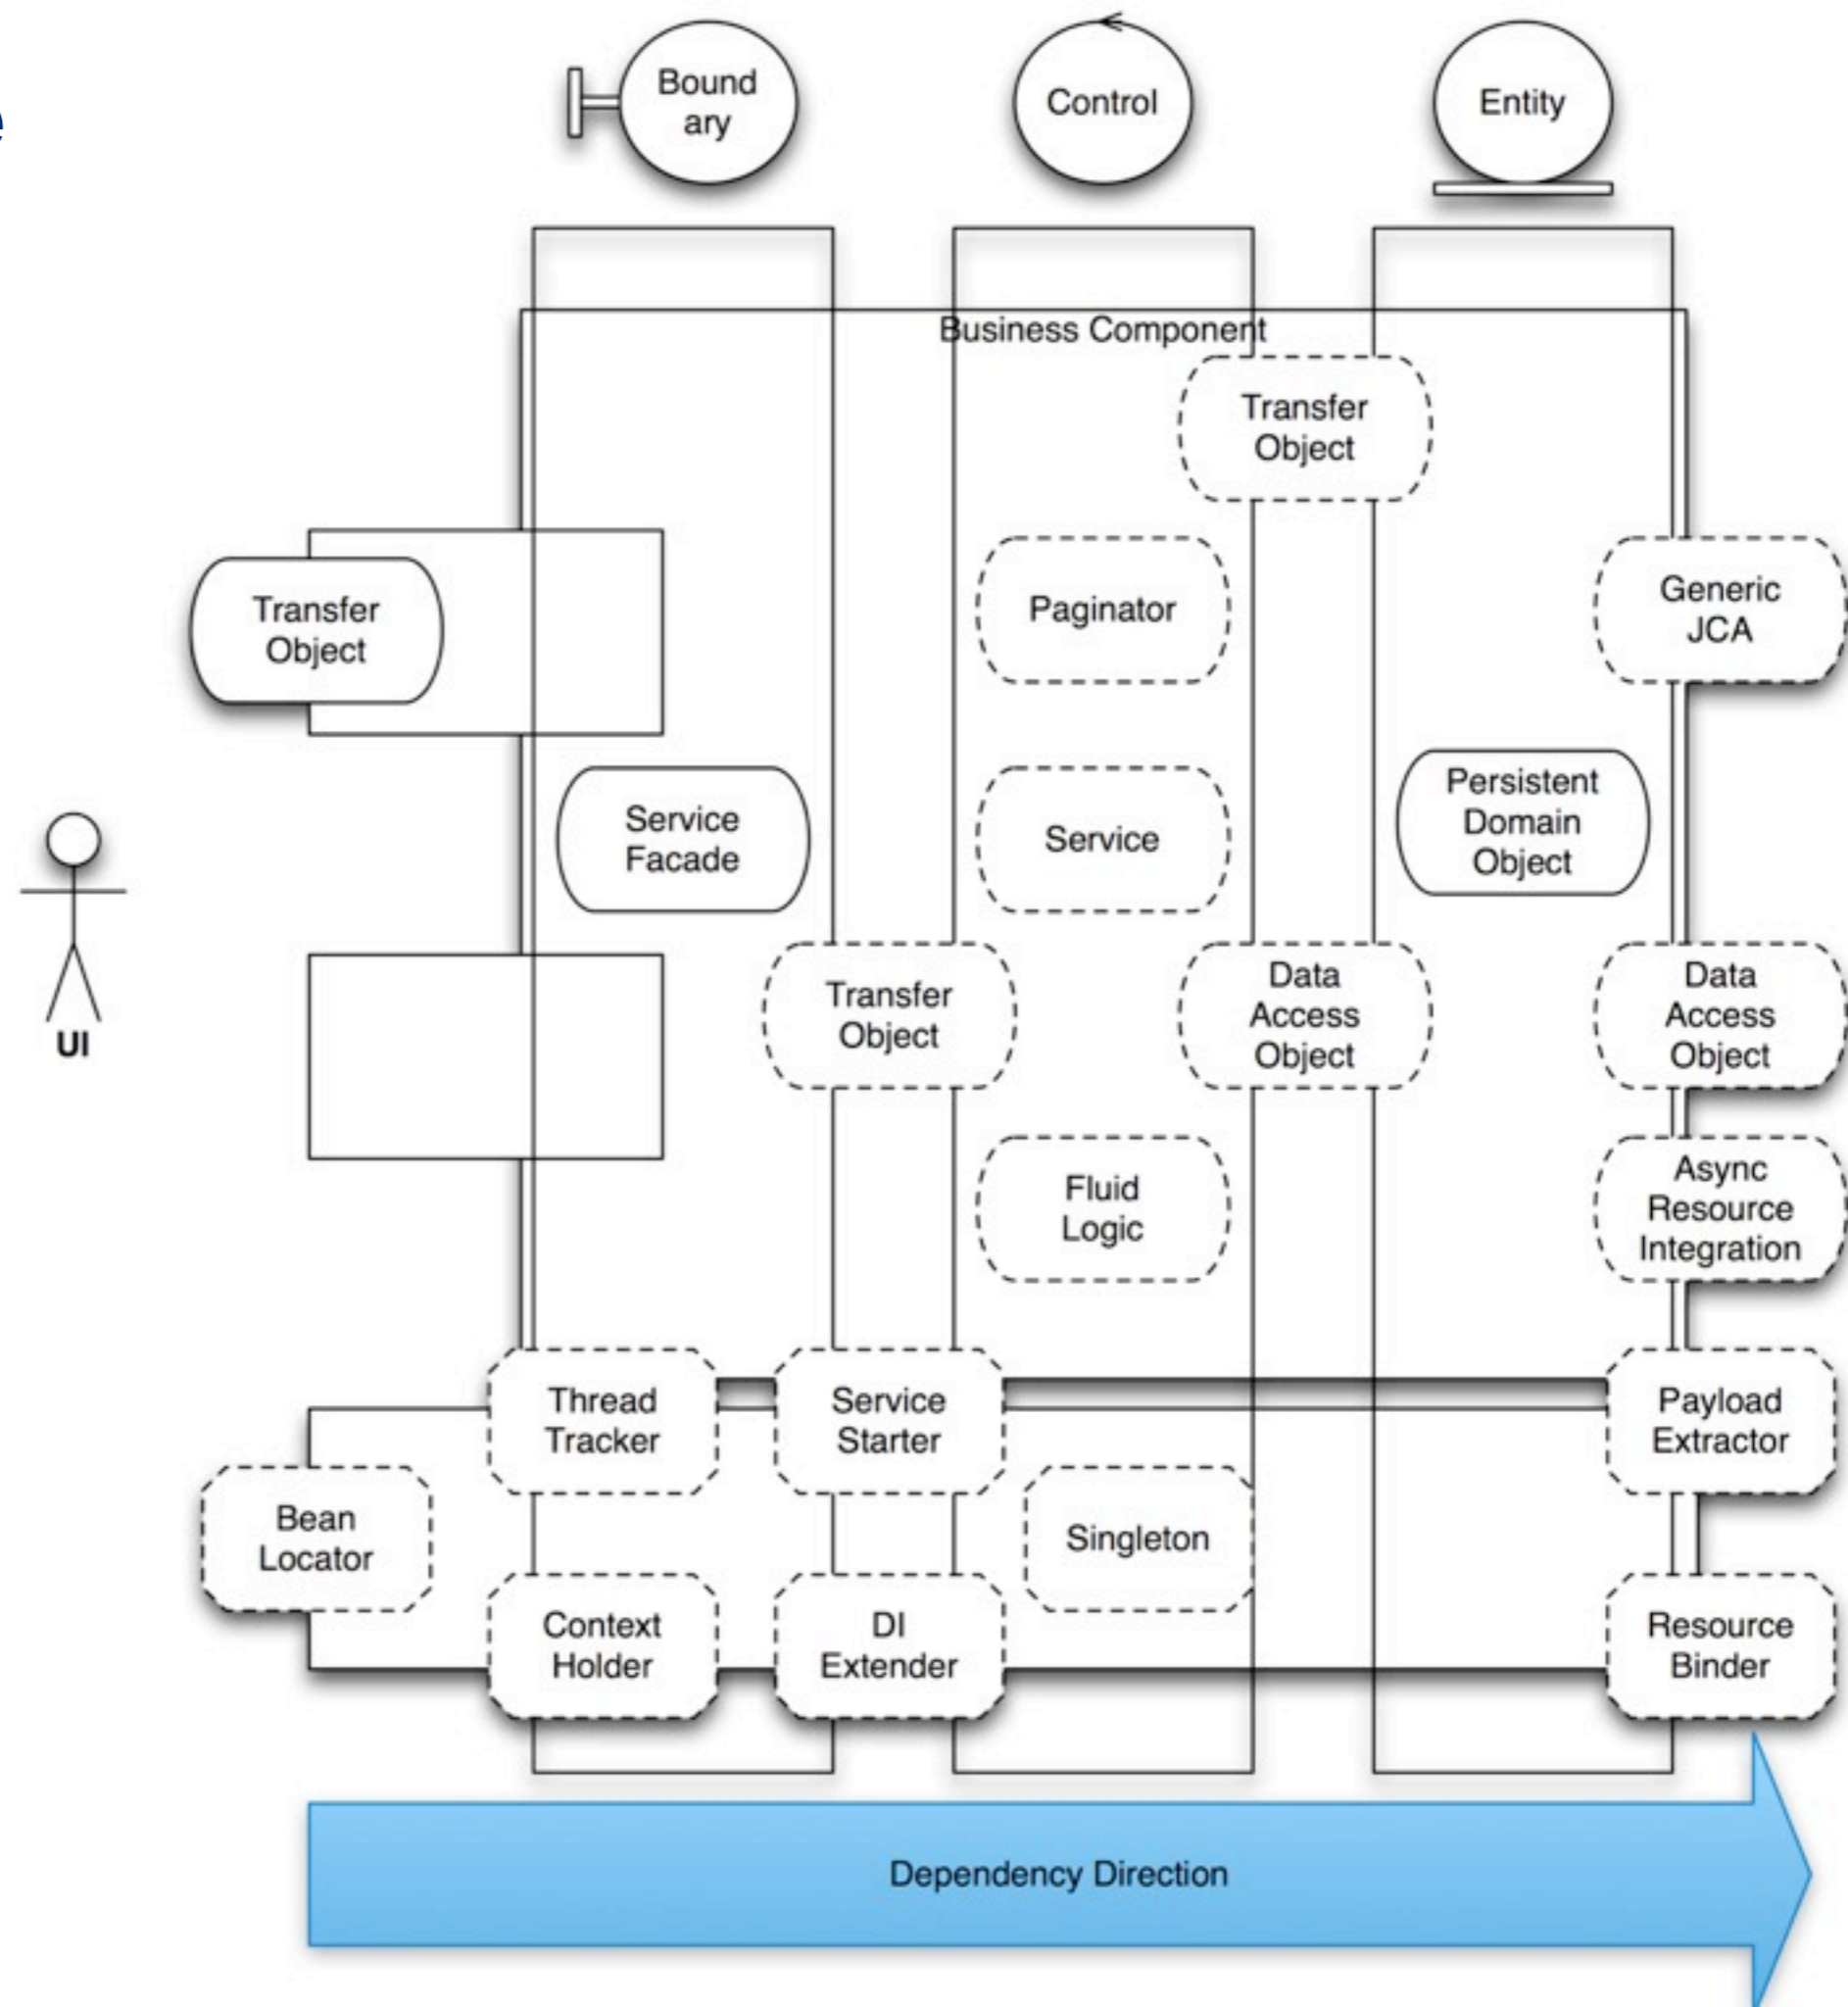 e
Bound
ary
Control
Entity
Business Component
Transfer
Object
Transfer
Object
Paginator
Generic
JCA
Service
Facade
Service
Persistent
Domain
Object
UI
Transfer
Object
Data
Access
Object
Data
Access
Object
Fluid
Logic
Async
Resource
Integration
Thread
Tracker
Service
Starter
Payload
Extractor
Bean
Locator
Singleton
Context
Holder
DI
Extender
Resource
Binder
Dependency Direction